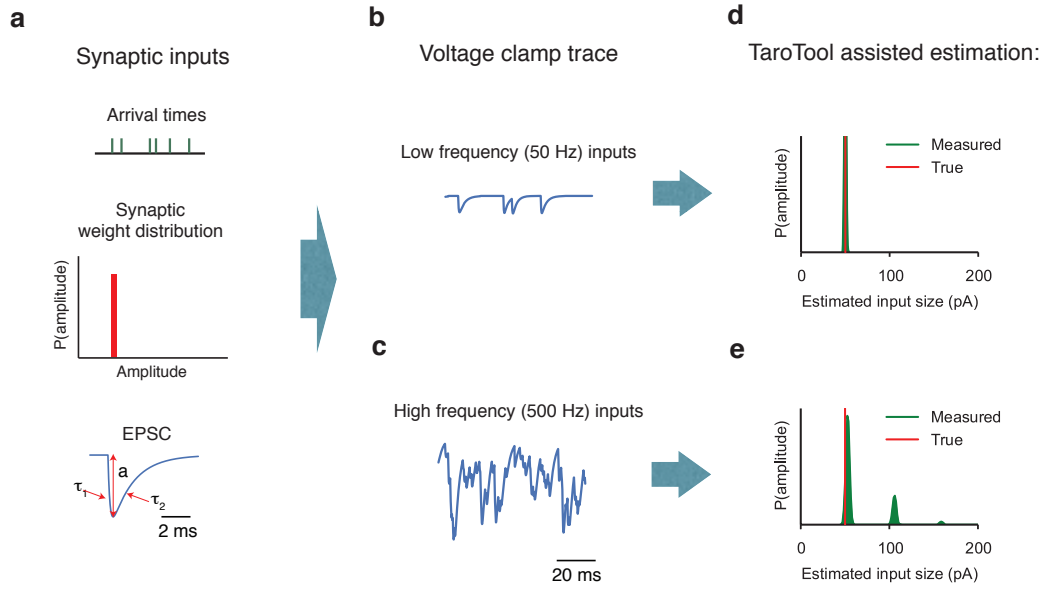 a
Synaptic inputs
Arrival times
Synaptic
weight distribution
P(amplitude)
Amplitude
EPSC
a
τ1
τ2
2 ms
b
Voltage clamp trace
Low frequency (50 Hz) inputs
c
High frequency (500 Hz) inputs
20 ms
d
TaroTool assisted estimation:
Measured
True
P(amplitude)
0 100 200
Estimated input size (pA)
e
Measured
True
P(amplitude)
0 100 200
Estimated input size (pA)